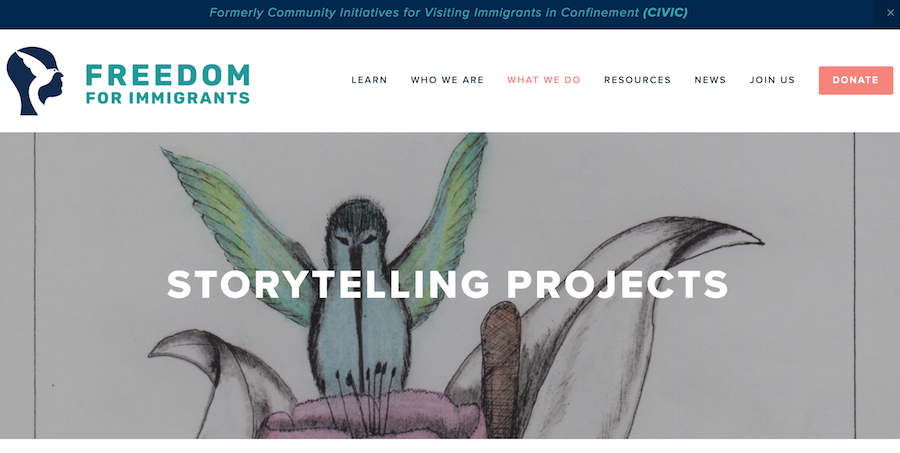 Formerly Community Initiatives for Visiting Immigrants in Confinement (CIVIC)
×
FREEDOM
FOR IMMIGRANTS
LEARN WHO WE ARE WHAT WE DO RESOURCES NEWS JOIN US DONATE
STORYTELLING PROJECTS